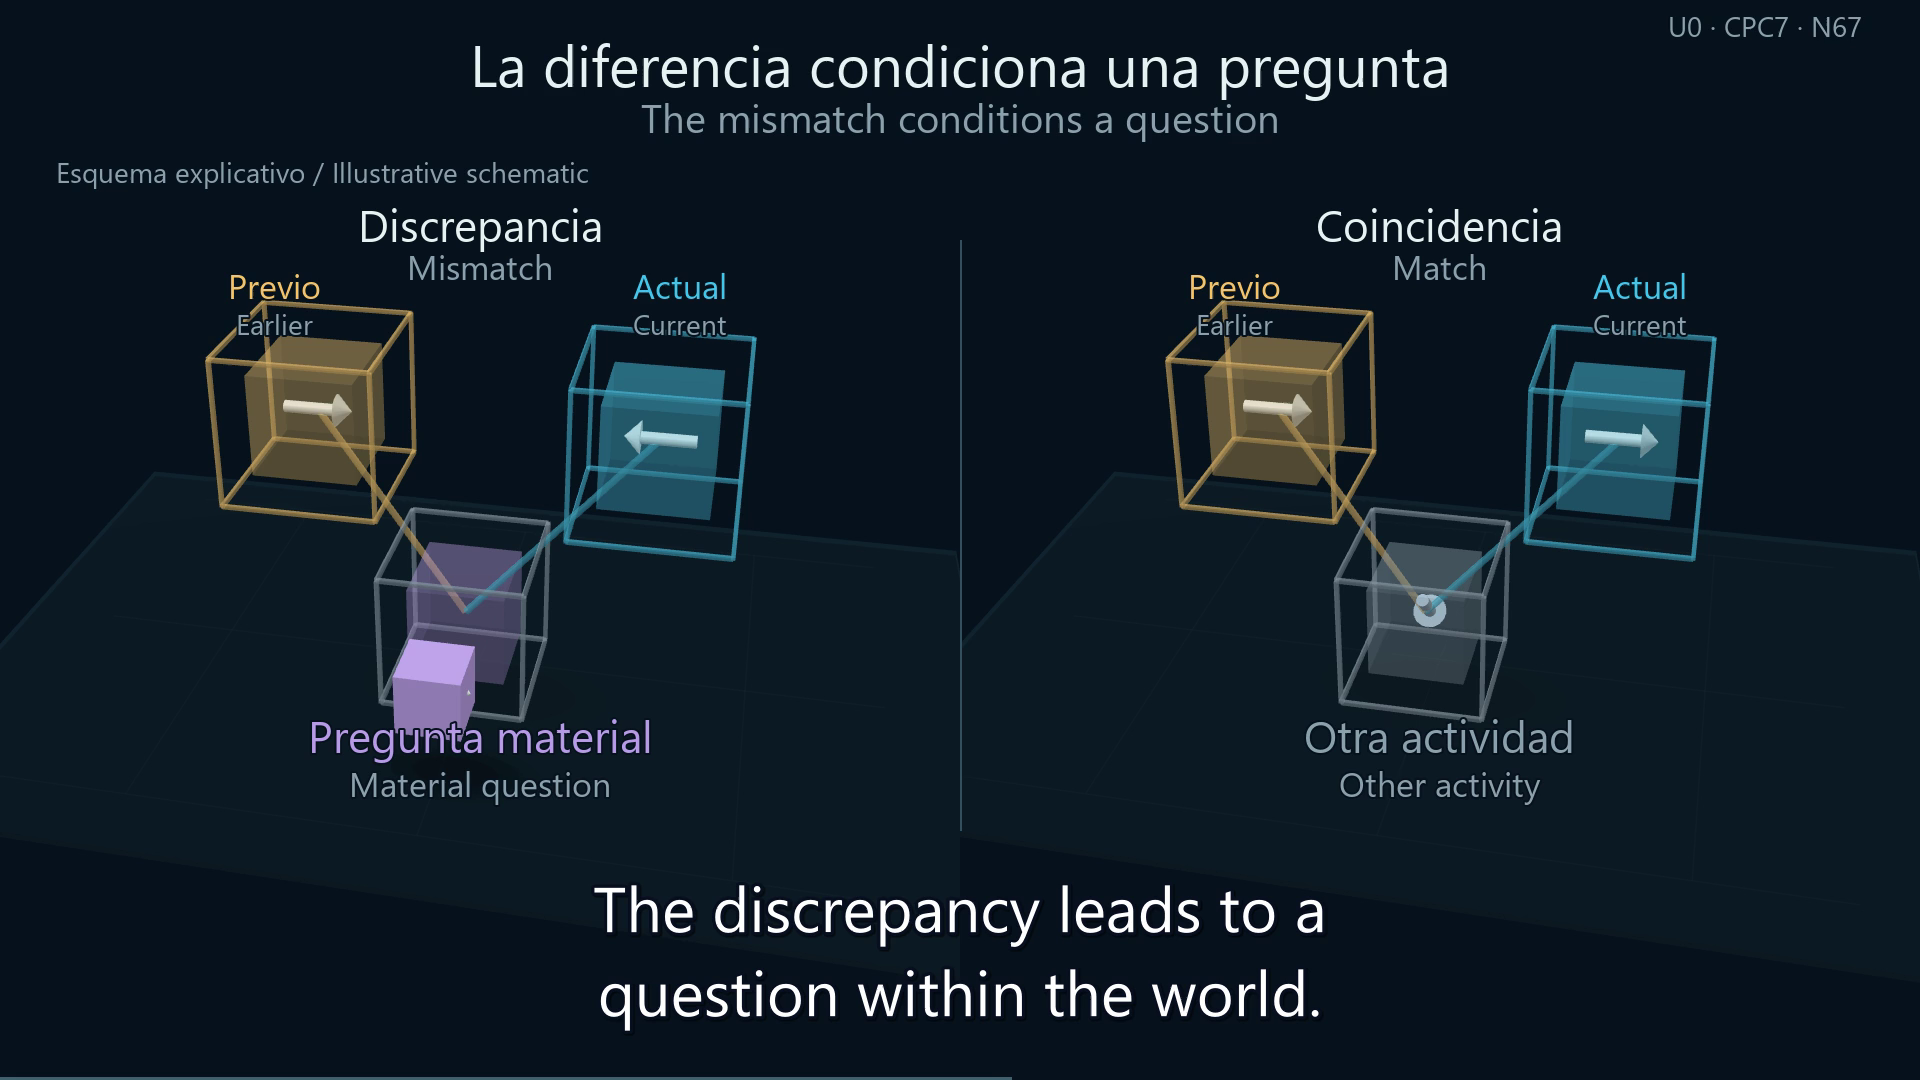 U0 · CPC7 · N67
La diferencia condiciona una pregunta
The mismatch conditions a question
Esquema explicativo / Illustrative schematic
Discrepancia
Mismatch
Previo
Earlier
Actual
Current
Pregunta material
Material question
Coincidencia
Match
Previo
Earlier
Actual
Current
Otra actividad
Other activity
The discrepancy leads to a
question within the world.